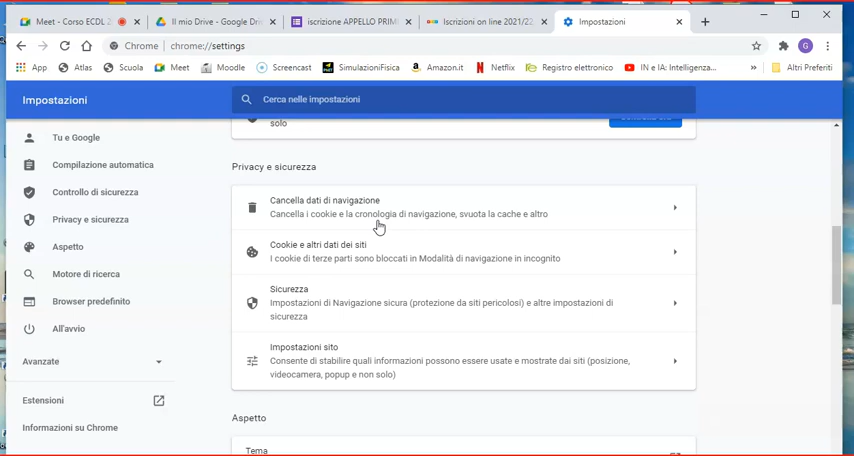 Meet - Corso ECDL 2
Il mio Drive - Google Dri
iscrizione APPELLO PRIM
Iscrizioni on line 2021/22
Impostazioni
Chrome | chrome://settings
G
App
Atlas
Scuola
Meet
Moodle
Screencast
SimulazioniFisica
Amazon.it
Netflix
Registro elettronico
IN e IA: Intelligenza...
»
Altri Preferiti
Impostazioni
Cerca nelle impostazioni
solo
Tu e Google
Compilazione automatica
Controllo di sicurezza
Privacy e sicurezza
Aspetto
Motore di ricerca
Browser predefinito
All'avvio
Avanzate
Estensioni
Informazioni su Chrome
Privacy e sicurezza
Cancella dati di navigazione
Cancella i cookie e la cronologia di navigazione, svuota la cache e altro
Cookie e altri dati dei siti
I cookie di terze parti sono bloccati in Modalità di navigazione in incognito
Sicurezza
Impostazioni di Navigazione sicura (protezione da siti pericolosi) e altre impostazioni di
sicurezza
Impostazioni sito
Consente di stabilire quali informazioni possono essere usate e mostrate dai siti (posizione,
videocamera, popup e non solo)
Aspetto
Tema